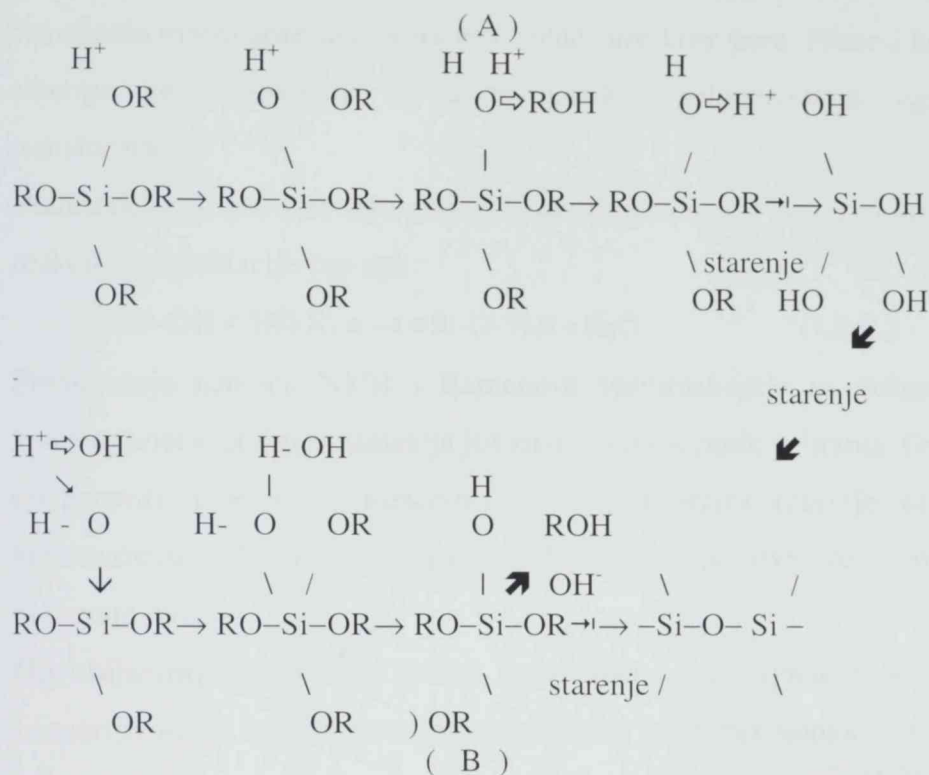 ( A )
H⁺ H⁺ H H⁺ H
OR O OR O⇨ROH O⇨H⁺ OH
/ \ | / \
RO–Si–OR → RO–Si–OR → RO–Si–OR → RO–Si–OR → → Si–OH
\ \ \ \ starenje / \
OR OR OR OR HO OH
starenje
H⁺⇨OH⁻ H- OH
↘ | H
H - O H- O OR O ROH
↓ \ / | OH⁻ \ /
RO–Si–OR → RO–Si–OR → RO–Si–OR → → –Si–O–Si–
\ \ \ starenje / \
OR OR ) OR
( B )